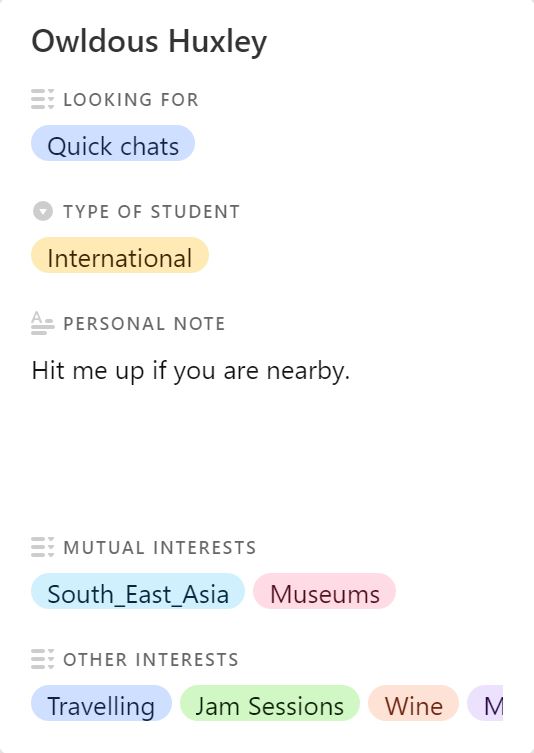 Owldous Huxley
LOOKING FOR
Quick chats
TYPE OF STUDENT
International
PERSONAL NOTE
Hit me up if you are nearby.
MUTUAL INTERESTS
South_East_Asia Museums
OTHER INTERESTS
Travelling Jam Sessions Wine